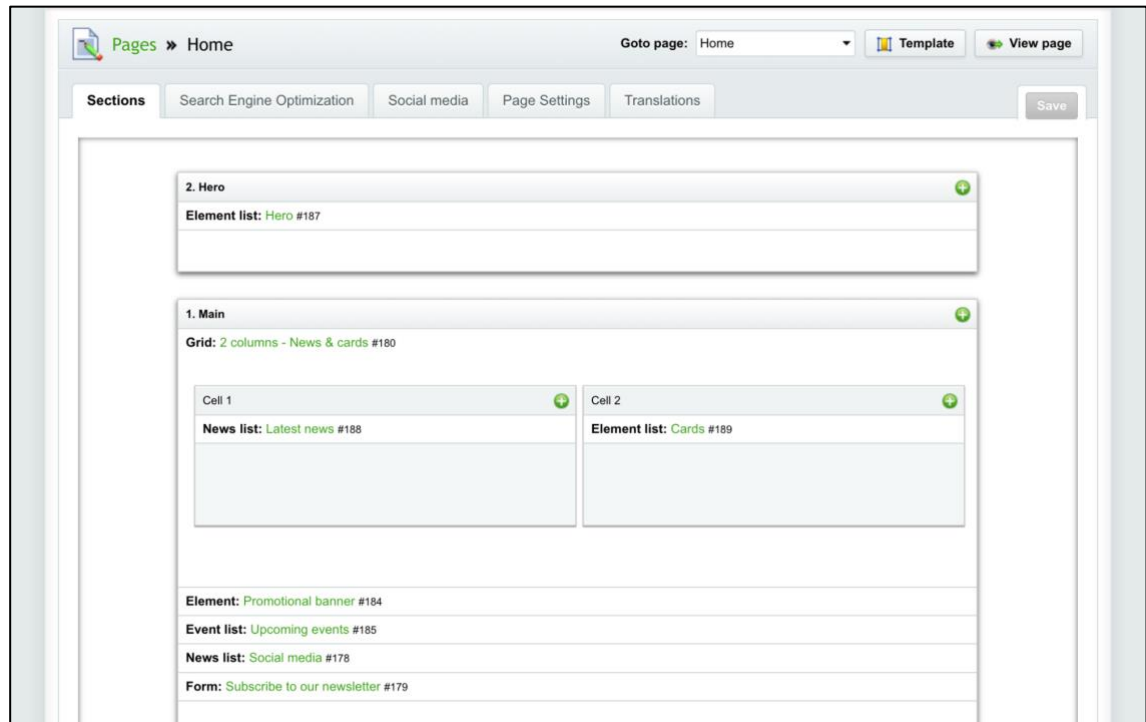 Pages » Home
Goto page: Home
Template
View page
Sections
Search Engine Optimization
Social media
Page Settings
Translations
Save
2. Hero
Element list: Hero #187
1. Main
Grid: 2 columns - News & cards #180
Cell 1
Cell 2
News list: Latest news #188
Element list: Cards #189
Element: Promotional banner #184
Event list: Upcoming events #185
News list: Social media #178
Form: Subscribe to our newsletter #179